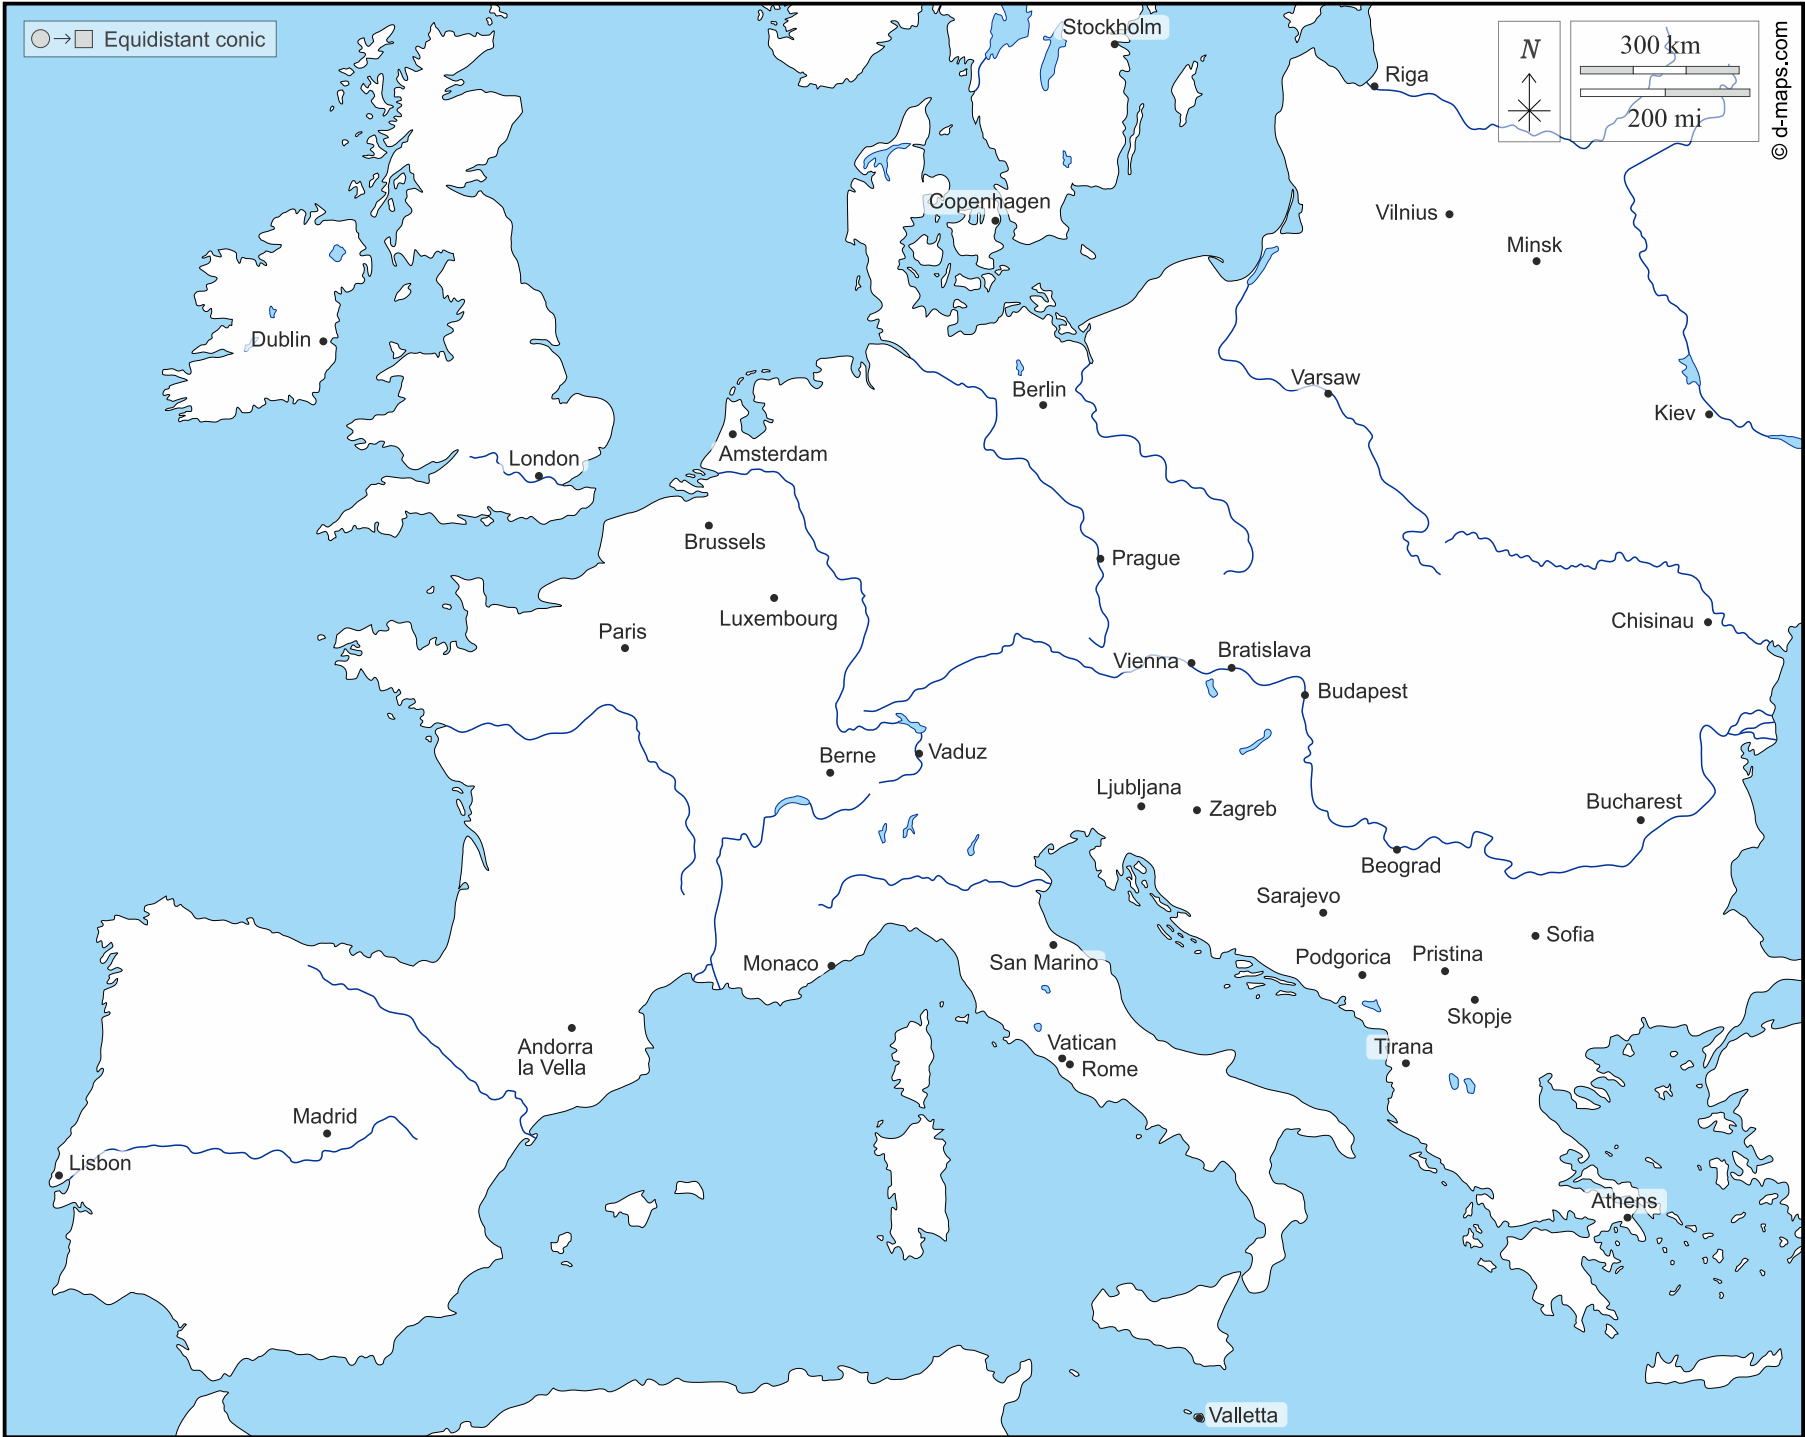 Equidistant conic
Stockholm
N
300 km
200 mi
© d-maps.com
Riga
Copenhagen
Vilnius
Minsk
Dublin
Varsaw
Berlin
Kiev
Amsterdam
London
Brussels
Prague
Luxembourg
Chisinau
Paris
Vienna
Bratislava
Budapest
Berne
Vaduz
Ljubljana
Zagreb
Bucharest
Beograd
Sarajevo
Sofia
Monaco
San Marino
Podgorica
Pristina
Skopje
Andorra
la Vella
Vatican
Rome
Tirana
Madrid
Lisbon
Athens
Valletta